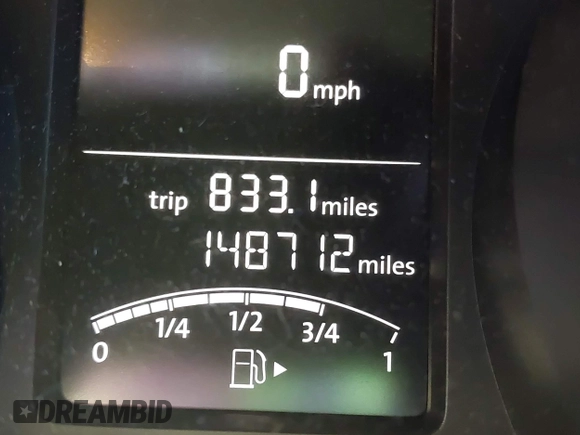 0 mph
trip 833.1 miles
148712 miles
0 1/4 1/2 3/4 1
DREAMBID